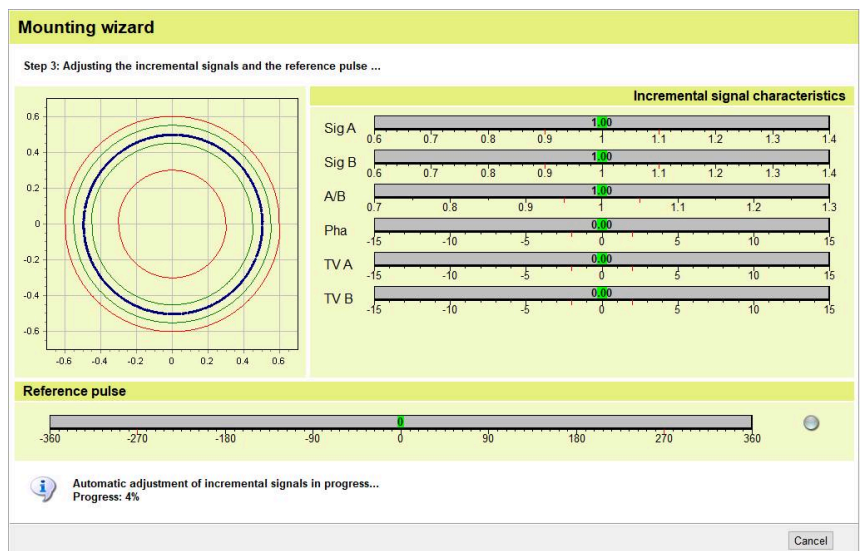 Mounting wizard
Step 3: Adjusting the incremental signals and the reference pulse ...
Incremental signal characteristics
0.6
0.4
0.2
0
-0.2
-0.4
-0.6
-0.6 -0.4 -0.2 0 0.2 0.4 0.6
Sig A 1.00
0.6 0.7 0.8 0.9 1 1.1 1.2 1.3 1.4
Sig B 1.00
0.6 0.7 0.8 0.9 1 1.1 1.2 1.3 1.4
A/B 1.00
0.7 0.8 0.9 1 1.1 1.2 1.3
Pha 0.00
-15 -10 -5 0 5 10 15
TV A 0.00
-15 -10 -5 0 5 10 15
TV B 0.00
-15 -10 -5 0 5 10 15
Reference pulse
0
-360 -270 -180 -90 0 90 180 270 360
Automatic adjustment of incremental signals in progress...
Progress: 4%
Cancel